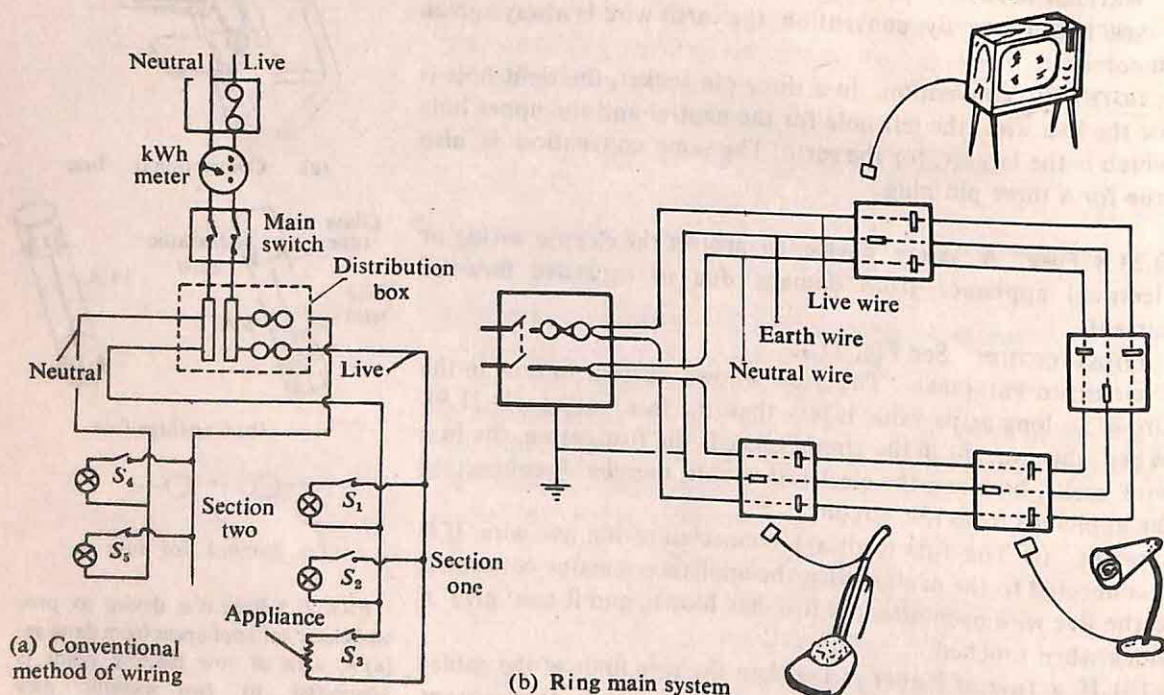 Neutral Live
kWh
meter
Main
switch
Distribution
box
Neutral
Live
S₄
Section
two
S₁
S₂
Section
one
Appliance
S₃
(a) Conventional
method of wiring
Live wire
Earth wire
Neutral wire
(b) Ring main system